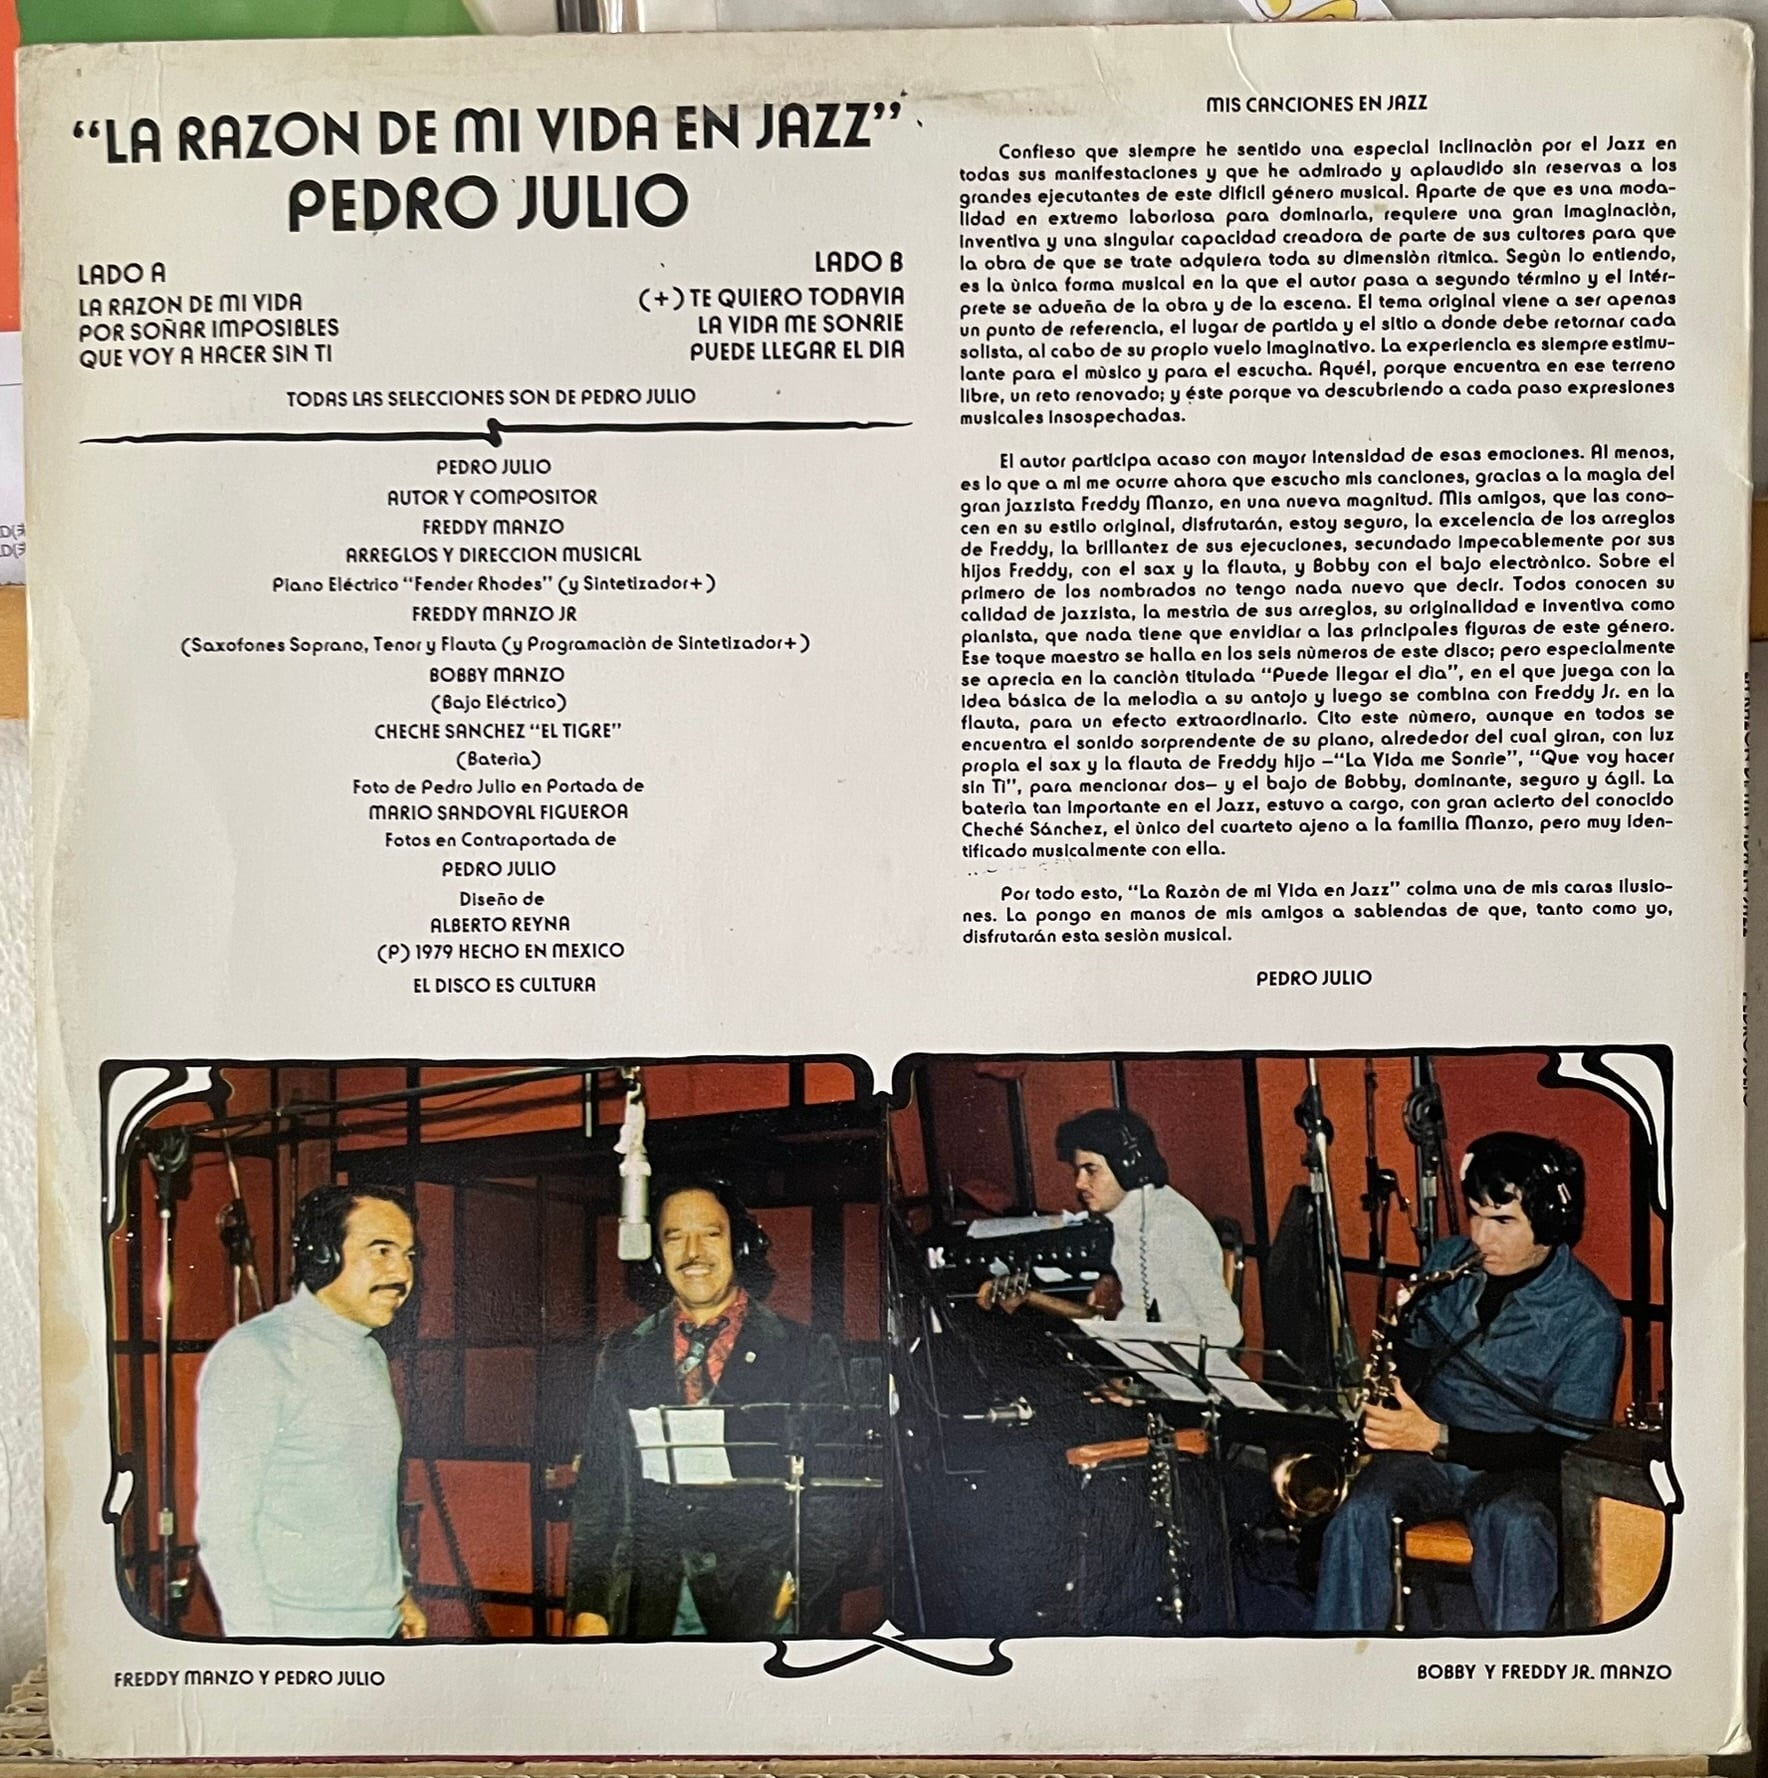 “LA RAZON DE MI VIDA EN JAZZ”
PEDRO JULIO
LADO A
LA RAZON DE MI VIDA
POR SOÑAR IMPOSIBLES
QUE VOY A HACER SIN TI
LADO B
(+) TE QUIERO TODAVIA
LA VIDA ME SONRIE
PUEDE LLEGAR EL DIA
TODAS LAS SELECCIONES SON DE PEDRO JULIO
PEDRO JULIO
AUTOR Y COMPOSITOR
FREDDY MANZO
ARREGLOS Y DIRECCION MUSICAL
Piano Eléctrico “Fender Rhodes” (y Sintetizador+)
FREDDY MANZO JR
(Saxofones Soprano, Tenor y Flauta (y Programaciòn de Sintetizador+)
BOBBY MANZO
(Bajo Eléctrico)
CHECHE SANCHEZ “EL TIGRE”
(Baterìa)
Foto de Pedro Julio en Portada de
MARIO SANDOVAL FIGUEROA
Fotos en Contraportada de
PEDRO JULIO
Diseño de
ALBERTO REYNA
(P) 1979 HECHO EN MEXICO
EL DISCO ES CULTURA
MIS CANCIONES EN JAZZ
Confieso que siempre he sentido una especial inclinaciòn por el Jazz en
todas sus manifestaciones y que he admirado y aplaudido sin reservas a los
grandes ejecutantes de este difìcil género musical. Aparte de que es una moda-
lidad en extremo laboriosa para dominarla, requiere una gran imaginaciòn,
inventiva y una singular capacidad creadora de parte de sus cultores para que
la obra de que se trate adquiera toda su dimensiòn rìtmica. Segùn lo entiendo,
es la ùnica forma musical en la que el autor pasa a segundo término y el intér-
prete se adueña de la obra y de la escena. El tema original viene a ser apenas
un punto de referencia, el lugar de partida y el sitio a donde debe retornar cada
solista, al cabo de su propio vuelo imaginativo. La experiencia es siempre estimu-
lante para el mùsico y para el escucha. Aquél, porque encuentra en ese terreno
libre, un reto renovado; y éste porque va descubriendo a cada paso expresiones
musicales insospechadas.
El autor participa acaso con mayor intensidad de esas emociones. Al menos,
es lo que a mi me ocurre ahora que escucho mis canciones, gracias a la magia del
gran jazzista Freddy Manzo, en una nueva magnitud. Mis amigos, que las cono-
cen en su estilo original, disfrutarán, estoy seguro, la excelencia de los arreglos
de Freddy, la brillantez de sus ejecuciones, secundado impecablemente por sus
hijos Freddy, con el sax y la flauta, y Bobby con el bajo electrònico. Sobre el
primero de los nombrados no tengo nada nuevo que decir. Todos conocen su
calidad de jazzista, la mestrìa de sus arreglos, su originalidad e inventiva como
pianista, que nada tiene que envidiar a las principales figuras de este género.
Ese toque maestro se halla en los seis nùmeros de este disco; pero especialmente
se aprecia en la canciòn titulada “Puede llegar el dìa”, en el que juega con la
idea básica de la melodìa a su antojo y luego se combina con Freddy Jr. en la
flauta, para un efecto extraordinario. Cito este nùmero, aunque en todos se
encuentra el sonido sorprendente de su piano, alrededor del cual giran, con luz
propia el sax y la flauta de Freddy hijo –“La Vida me Sonrìe”, “Que voy hacer
sin Ti”, para mencionar dos– y el bajo de Bobby, dominante, seguro y ágil. La
baterìa tan importante en el Jazz, estuvo a cargo, con gran acierto del conocido
Cheché Sánchez, el ùnico del cuarteto ajeno a la familia Manzo, pero muy iden-
tificado musicalmente con ella.
Por todo esto, “La Razòn de mi Vida en Jazz” colma una de mis caras ilusio-
nes. La pongo en manos de mis amigos a sabiendas de que, tanto como yo,
disfrutarán esta sesiòn musical.
PEDRO JULIO
FREDDY MANZO Y PEDRO JULIO
BOBBY Y FREDDY JR. MANZO